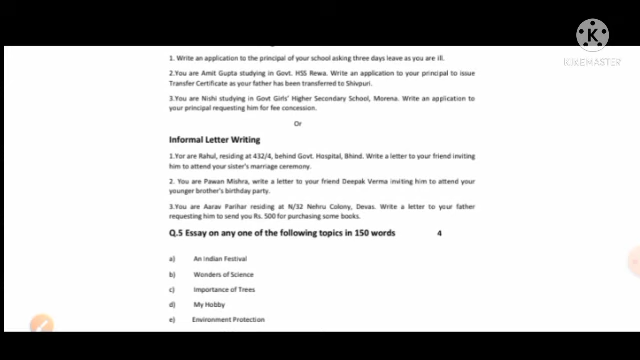 K
KINEMASTER
1. Write an application to the principal of your school asking three days leave as you are ill.
2.You are Amit Gupta studying in Govt. HSS Rewa. Write an application to your principal to issue
Transfer Certificate as your father has been transferred to Shivpuri.
3.You are Nishi studying in Govt Girls' Higher Secondary School, Morena. Write an application to
your principal requesting him for fee concession.
Or
Informal Letter Writing
1.Yor are Rahul, residing at 432/4, behind Govt. Hospital, Bhind. Write a letter to your friend inviting
him to attend your sister's marriage ceremony.
2. You are Pawan Mishra, write a letter to your friend Deepak Verma inviting him to attend your
younger brother's birthday party.
3.You are Aarav Parihar residing at N/32 Nehru Colony, Devas. Write a letter to your father
requesting him to send you Rs. 500 for purchasing some books.
Q.5 Essay on any one of the following topics in 150 words 4
a) An Indian Festival
b) Wonders of Science
c) Importance of Trees
d) My Hobby
e) Environment Protection